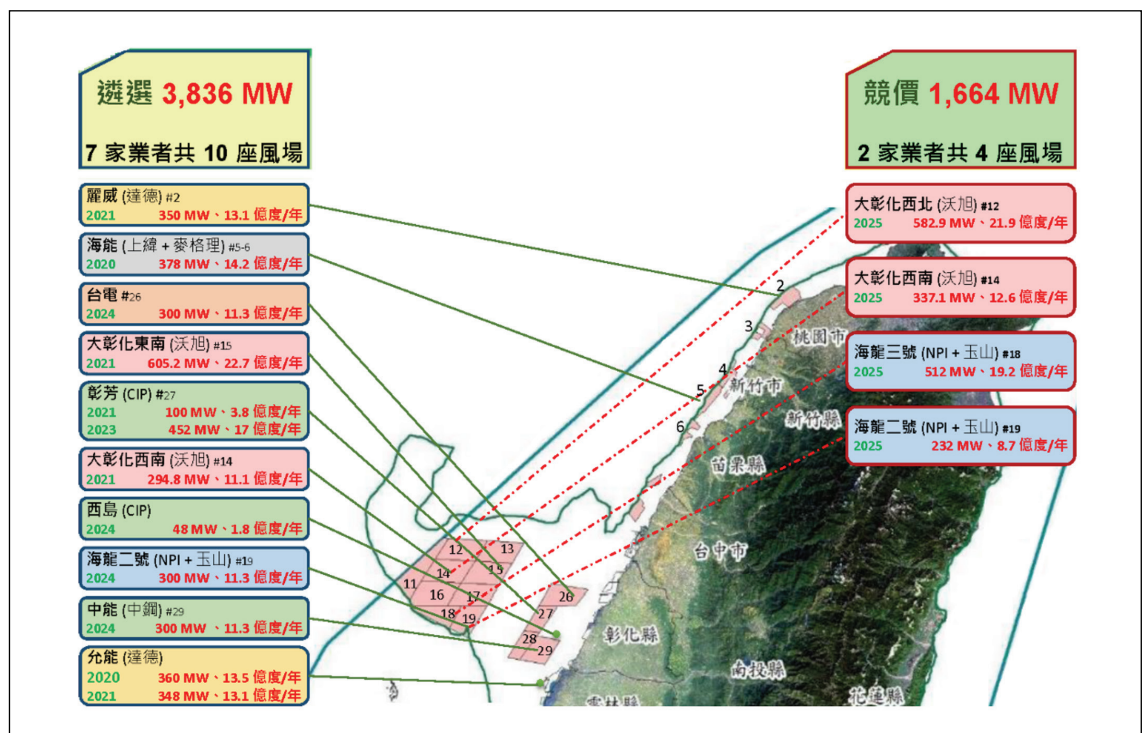 遴選 3,836 MW
7 家業者共 10 座風場
麗威 (達德) #2
2021 350 MW、13.1 億度/年
海能 (上緯 + 麥格理) #5-6
2020 378 MW、14.2 億度/年
台電 #26
2024 300 MW、11.3 億度/年
大彰化東南 (沃旭) #15
2021 605.2 MW、22.7 億度/年
彰芳 (CIP) #27
2021 100 MW、3.8 億度/年
2023 452 MW、17 億度/年
大彰化西南 (沃旭) #14
2021 294.8 MW、11.1 億度/年
西島 (CIP)
2024 48 MW、1.8 億度/年
海龍二號 (NPI + 玉山) #19
2024 300 MW、11.3 億度/年
中能 (中鋼) #29
2024 300 MW、11.3 億度/年
允能 (達德)
2020 360 MW、13.5 億度/年
2021 348 MW、13.1 億度/年
競價 1,664 MW
2 家業者共 4 座風場
大彰化西北 (沃旭) #12
2025 582.9 MW、21.9 億度/年
大彰化西南 (沃旭) #14
2025 337.1 MW、12.6 億度/年
海龍三號 (NPI + 玉山) #18
2025 512 MW、19.2 億度/年
海龍二號 (NPI + 玉山) #19
2025 232 MW、8.7 億度/年
2
3
4
5
6
桃園市
新竹市
新竹縣
苗栗縣
台中市
彰化縣
南投縣
雲林縣
花蓮縣
12
13
14
15
11
16
17
18
19
26
27
28
29